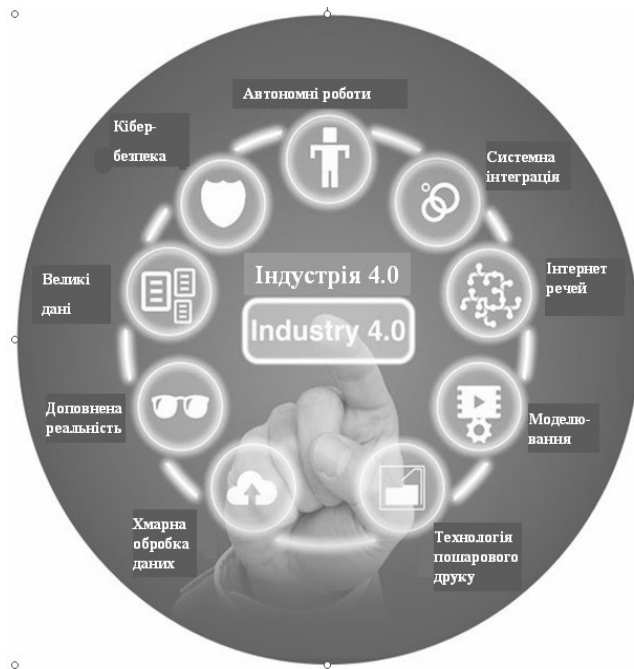 Автономні роботи
Кібер-
безпека
Системна
інтеграція
Великі
дані
Індустрія 4.0
Industry 4.0
Інтернет
речей
Доповнена
реальність
Моделю-
вання
Хмарна
обробка
даних
Технологія
пошарового
друку